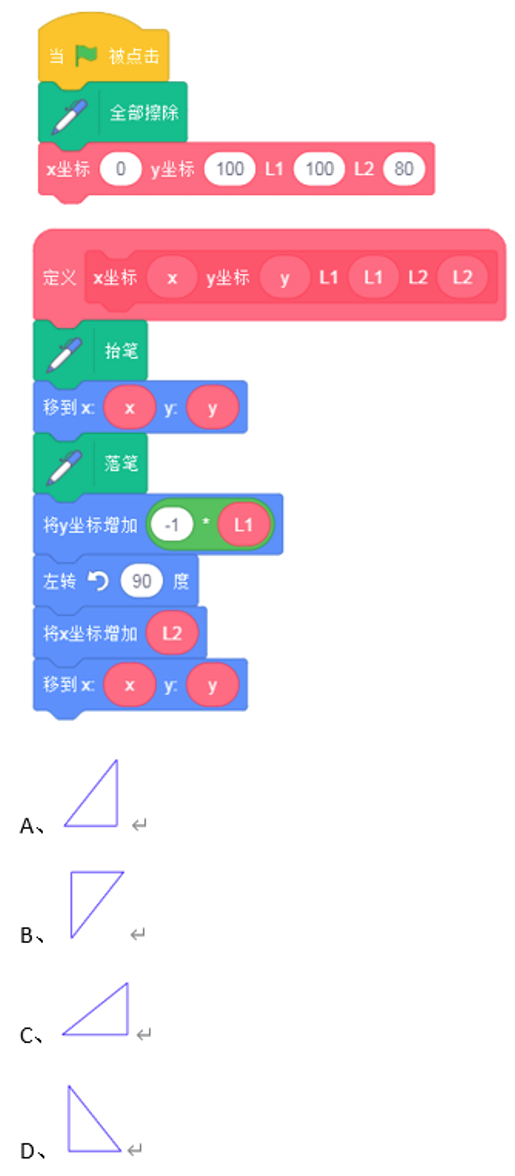 当 被点击
全部擦除
x坐标 0 y坐标 100 L1 100 L2 80
定义 x坐标 x y坐标 y L1 L1 L2 L2
抬笔
移到 x: x y: y
落笔
将y坐标增加 -1 * L1
左转 90 度
将x坐标增加 L2
移到 x: x y: y
A、 ↵
B、 ↵
C、 ↵
D、 ↵